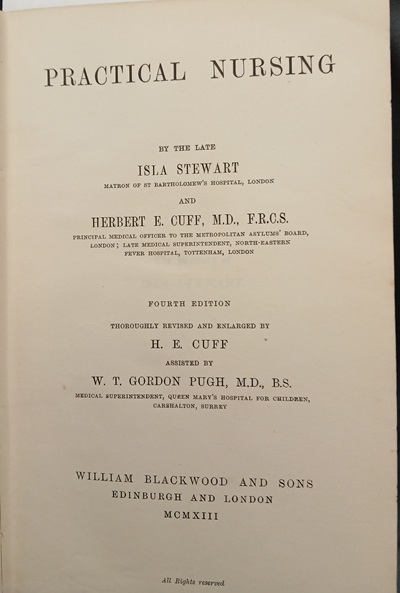 PRACTICAL NURSING
BY THE LATE
ISLA STEWART
MATRON OF ST BARTHOLOMEW'S HOSPITAL, LONDON
AND
HERBERT E. CUFF, M.D., F.R.C.S.
PRINCIPAL MEDICAL OFFICER TO THE METROPOLITAN ASYLUMS' BOARD,
LONDON; LATE MEDICAL SUPERINTENDENT, NORTH-EASTERN
FEVER HOSPITAL, TOTTENHAM, LONDON
FOURTH EDITION
THOROUGHLY REVISED AND ENLARGED BY
H. E. CUFF
ASSISTED BY
W. T. GORDON PUGH, M.D., B.S.
MEDICAL SUPERINTENDENT, QUEEN MARY'S HOSPITAL FOR CHILDREN,
CARSHALTON, SURREY
WILLIAM BLACKWOOD AND SONS
EDINBURGH AND LONDON
MCMXIII
All Rights reserved